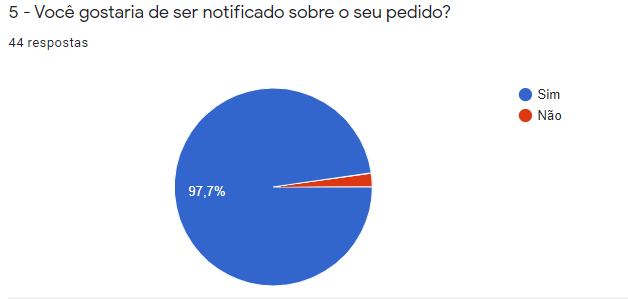 5 - Você gostaria de ser notificado sobre o seu pedido?
44 respostas
Sim
Não
97,7%